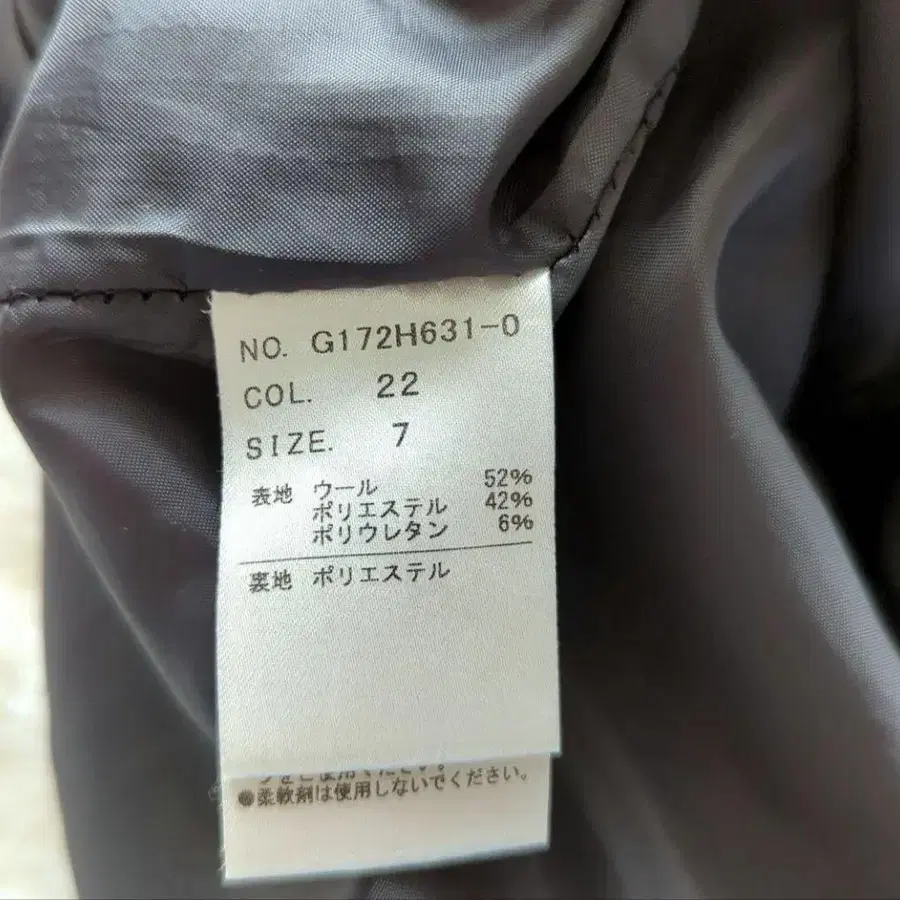 NO. G172H631-0
COL. 22
SIZE. 7
表地 ウール 52%
ポリエステル 42%
ポリウレタン 6%
裏地 ポリエステル
●柔軟剤は使用しないでください。